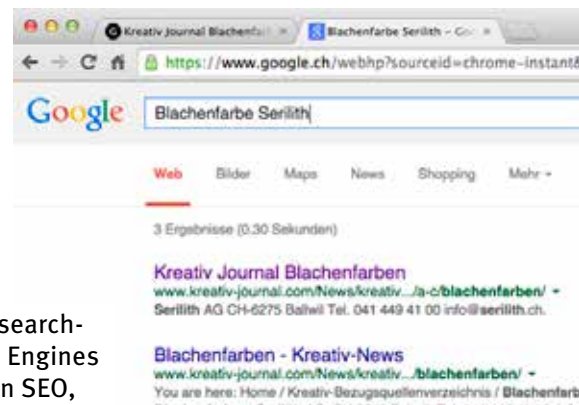 Kreativ Journal Blachenfa
Blachenfarbe Serilith – Go
https://www.google.ch/webhp?sourceid=chrome-instant&
Google
Blachenfarbe Serilith
Web Bilder Maps News Shopping Mehr
3 Ergebnisse (0.30 Sekunden)
Kreativ Journal Blachenfarben
www.kreativ-journal.com/News/kreativ.../a-c/blachenfarben/
Serilith AG CH-6275 Ballwil Tel. 041 449 41 00 info@serilith.ch.
Blachenfarben - Kreativ-News
www.kreativ-journal.com/News/kreativ.../blachenfarben/
You are here: Home / Kreativ-Bezugsquellenverzeichnis / Blachenfarb
search-
Engines
n SEO,